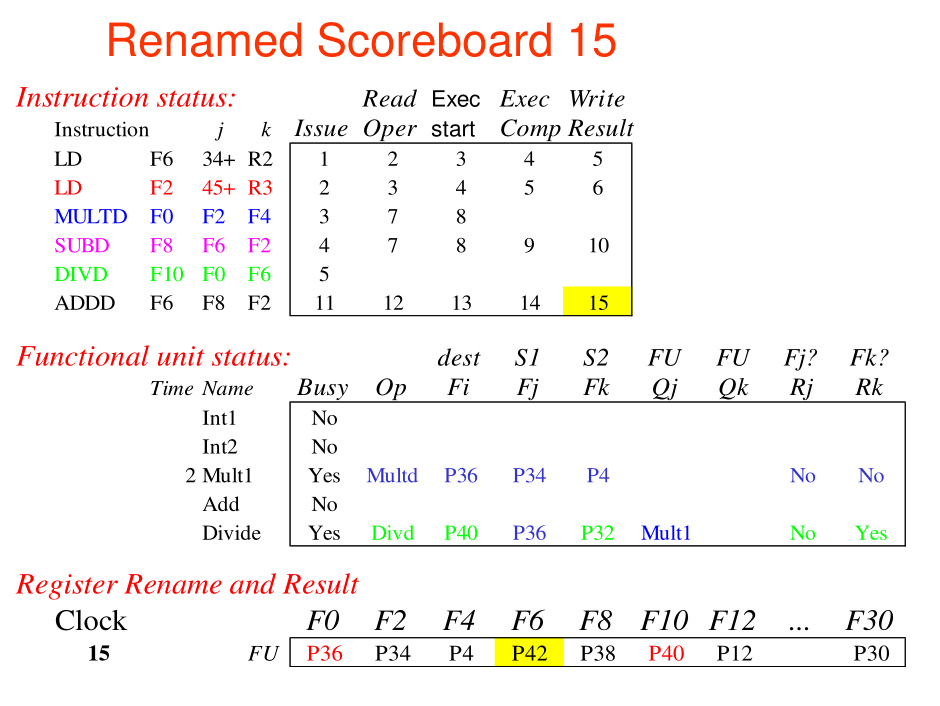 Renamed Scoreboard 15
Instruction status: Read Exec Exec Write
Instruction j k Issue Oper start Comp Result
LD F6 34+ R2 1 2 3 4 5
LD F2 45+ R3 2 3 4 5 6
MULTD F0 F2 F4 3 7 8
SUBD F8 F6 F2 4 7 8 9 10
DIVD F10 F0 F6 5
ADDD F6 F8 F2 11 12 13 14 15
Functional unit status: dest S1 S2 FU FU Fj? Fk?
Time Name Busy Op Fi Fj Fk Qj Qk Rj Rk
Int1 No
Int2 No
2 Mult1 Yes Multd P36 P34 P4 No No
Add No
Divide Yes Divd P40 P36 P32 Mult1 No Yes
Register Rename and Result
Clock F0 F2 F4 F6 F8 F10 F12 ... F30
15 FU P36 P34 P4 P42 P38 P40 P12 P30